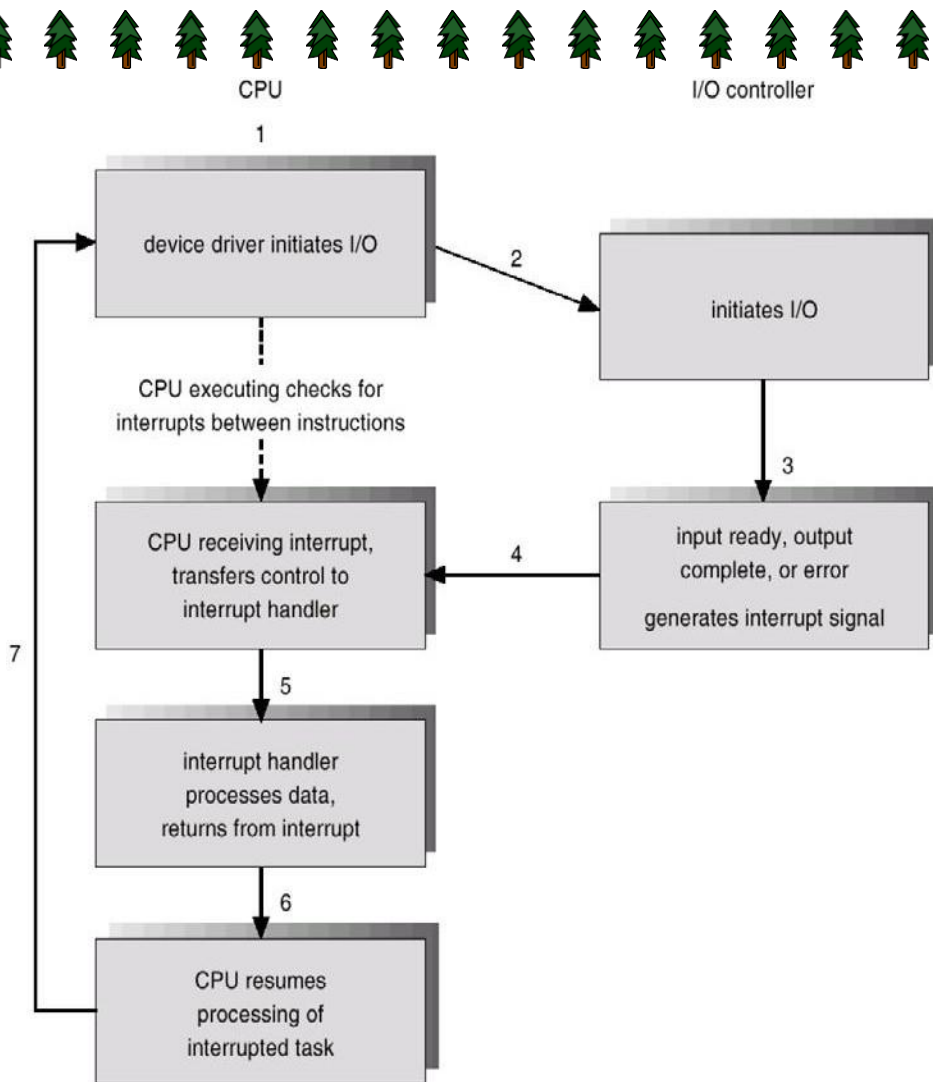 CPU
I/O controller
1
device driver initiates I/O
2
initiates I/O
CPU executing checks for
interrupts between instructions
3
CPU receiving interrupt,
transfers control to
interrupt handler
4
input ready, output
complete, or error
generates interrupt signal
7
5
interrupt handler
processes data,
returns from interrupt
6
CPU resumes
processing of
interrupted task